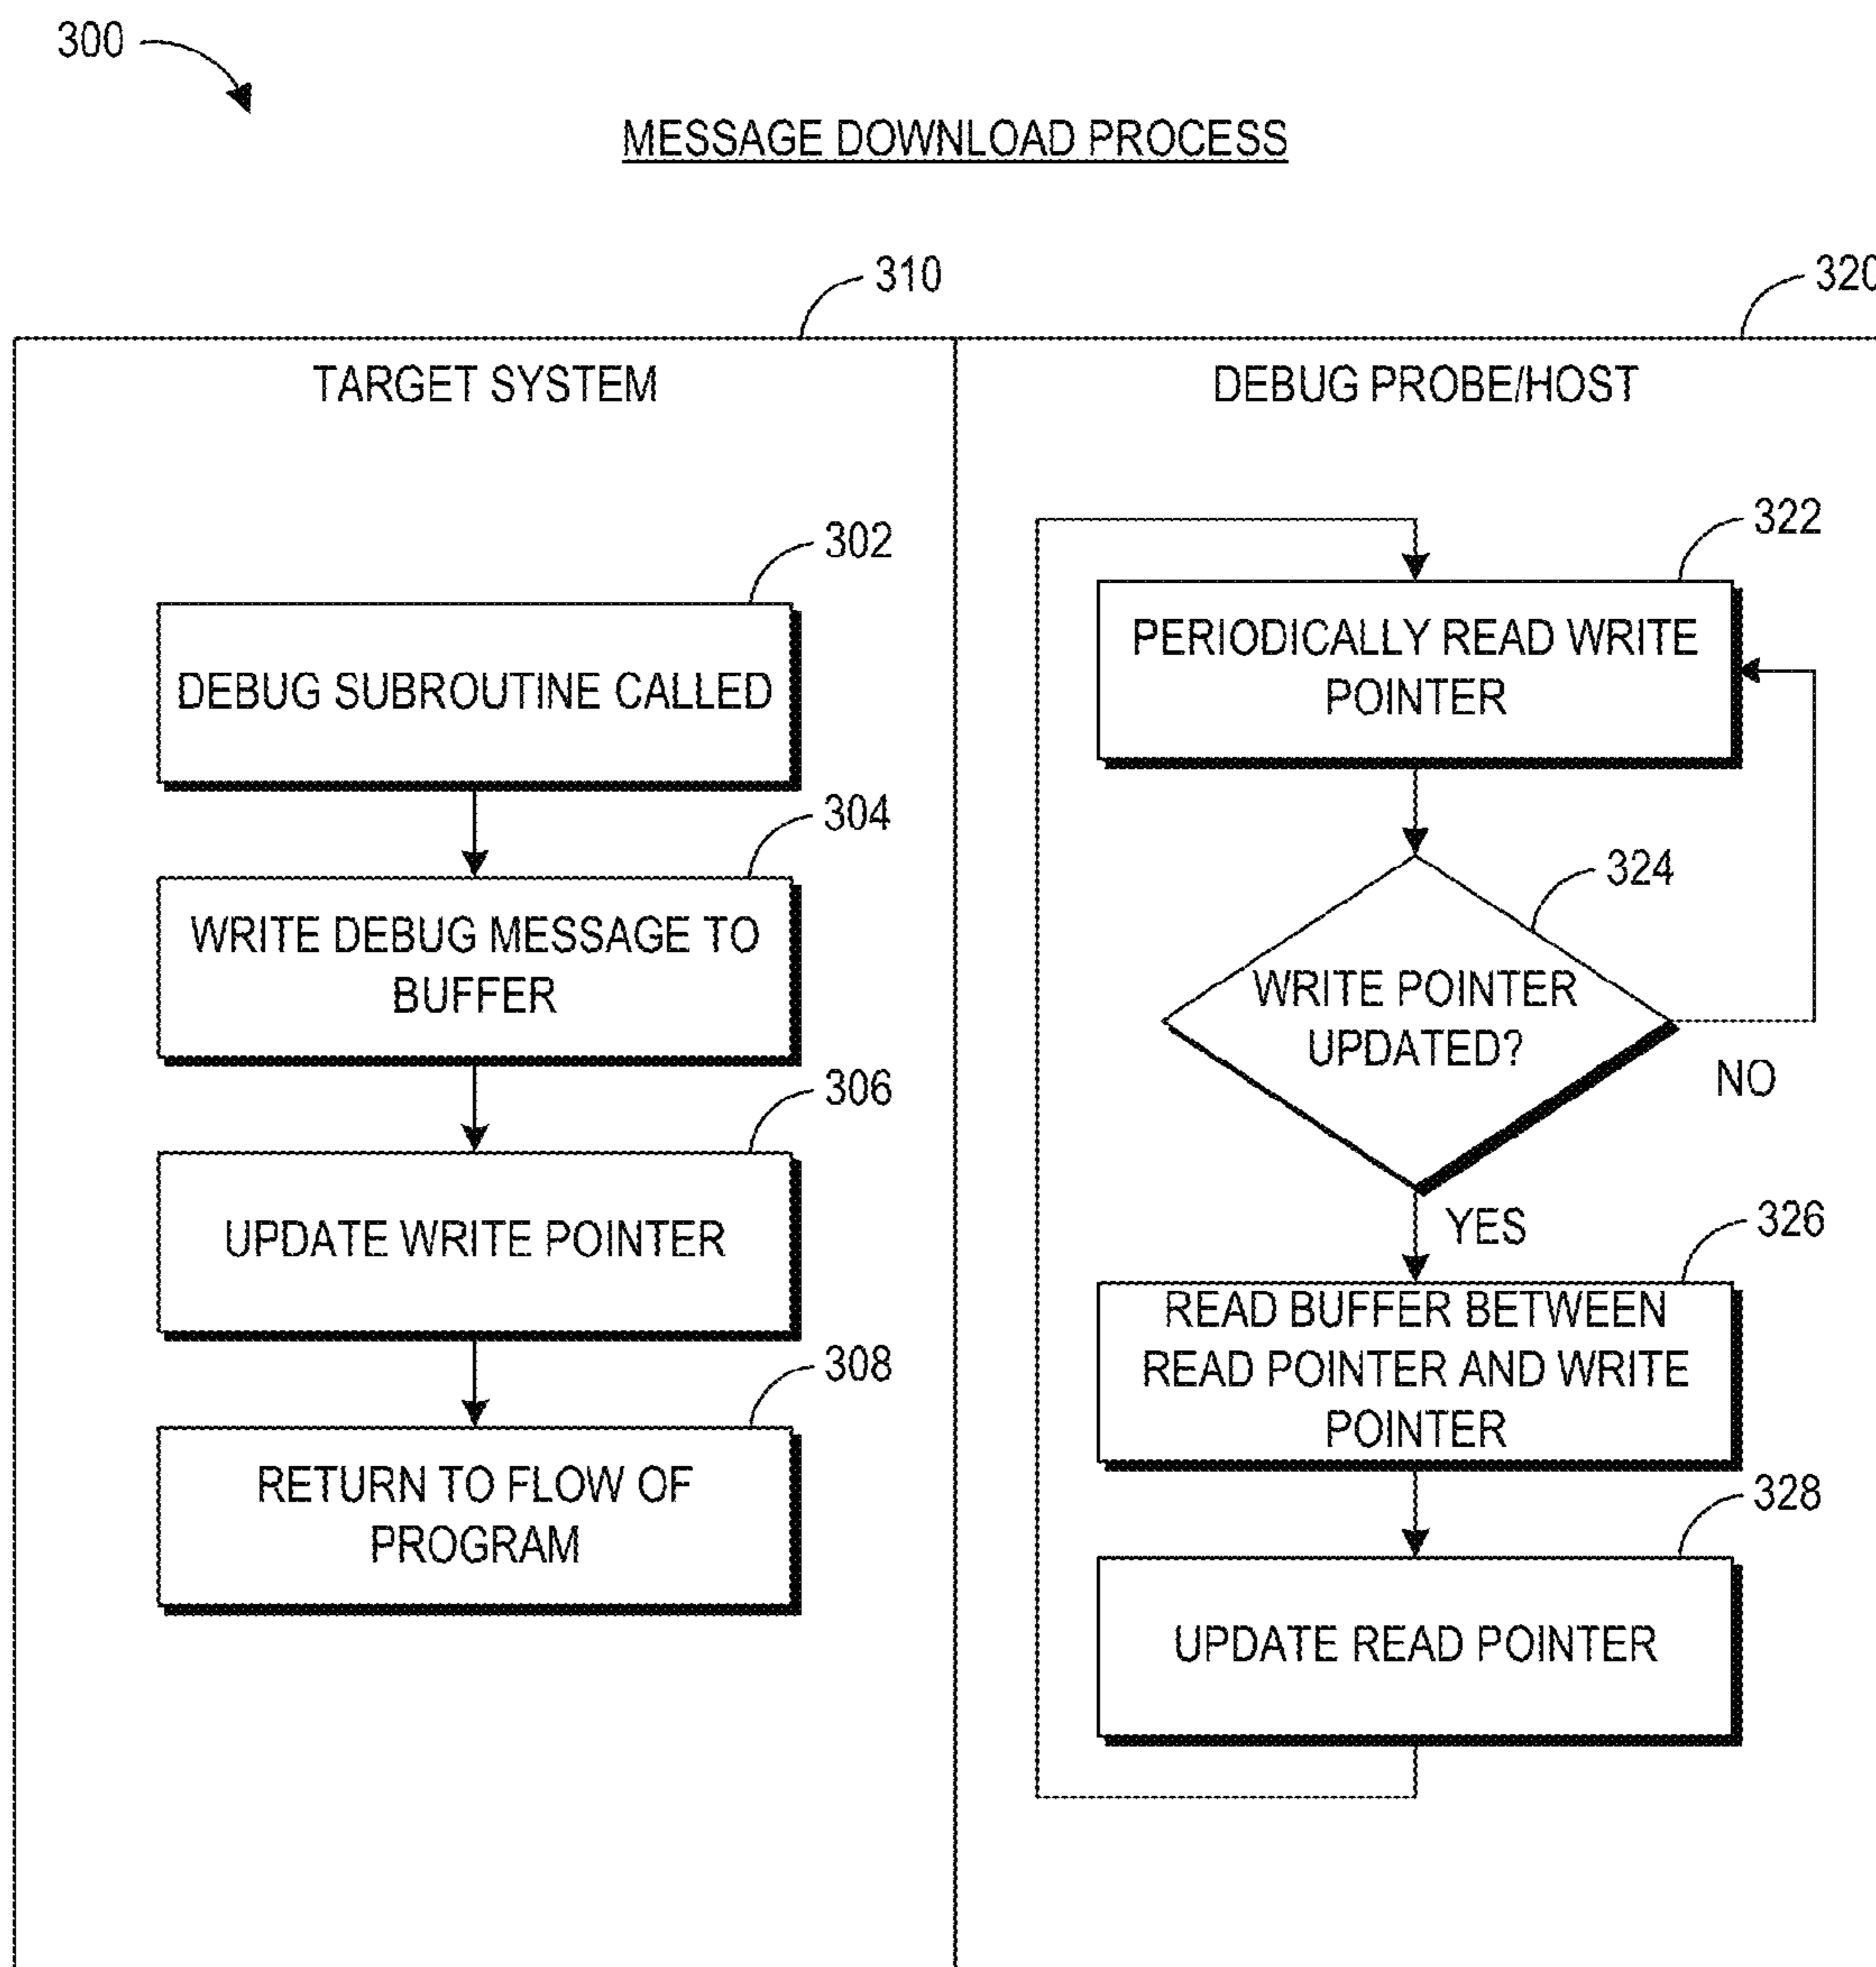 300
MESSAGE DOWNLOAD PROCESS
310
320
TARGET SYSTEM
DEBUG PROBE/HOST
302
DEBUG SUBROUTINE CALLED
304
WRITE DEBUG MESSAGE TO
BUFFER
306
UPDATE WRITE POINTER
308
RETURN TO FLOW OF
PROGRAM
322
PERIODICALLY READ WRITE
POINTER
324
WRITE POINTER
UPDATED?
NO
YES
326
READ BUFFER BETWEEN
READ POINTER AND WRITE
POINTER
328
UPDATE READ POINTER